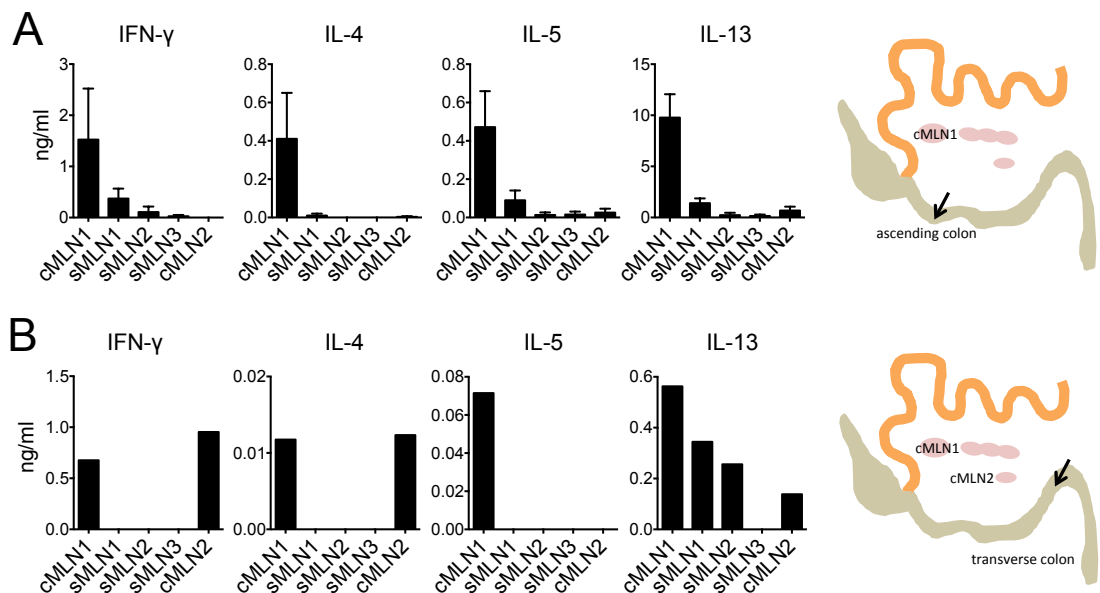 A
IFN-γ
IL-4
IL-5
IL-13
ng/ml
3
2
1
0
0.8
0.6
0.4
0.2
0.0
0.8
0.6
0.4
0.2
0.0
15
10
5
0
cMLN1
sMLN1
sMLN2
sMLN3
cMLN2
cMLN1
sMLN1
sMLN2
sMLN3
cMLN2
cMLN1
sMLN1
sMLN2
sMLN3
cMLN2
cMLN1
sMLN1
sMLN2
sMLN3
cMLN2
cMLN1
ascending colon
B
IFN-γ
IL-4
IL-5
IL-13
ng/ml
1.5
1.0
0.5
0.0
0.02
0.01
0.00
0.08
0.06
0.04
0.02
0.00
0.6
0.4
0.2
0.0
cMLN1
sMLN1
sMLN2
sMLN3
cMLN2
cMLN1
sMLN1
sMLN2
sMLN3
cMLN2
cMLN1
sMLN1
sMLN2
sMLN3
cMLN2
cMLN1
sMLN1
sMLN2
sMLN3
cMLN2
cMLN1
cMLN2
transverse colon